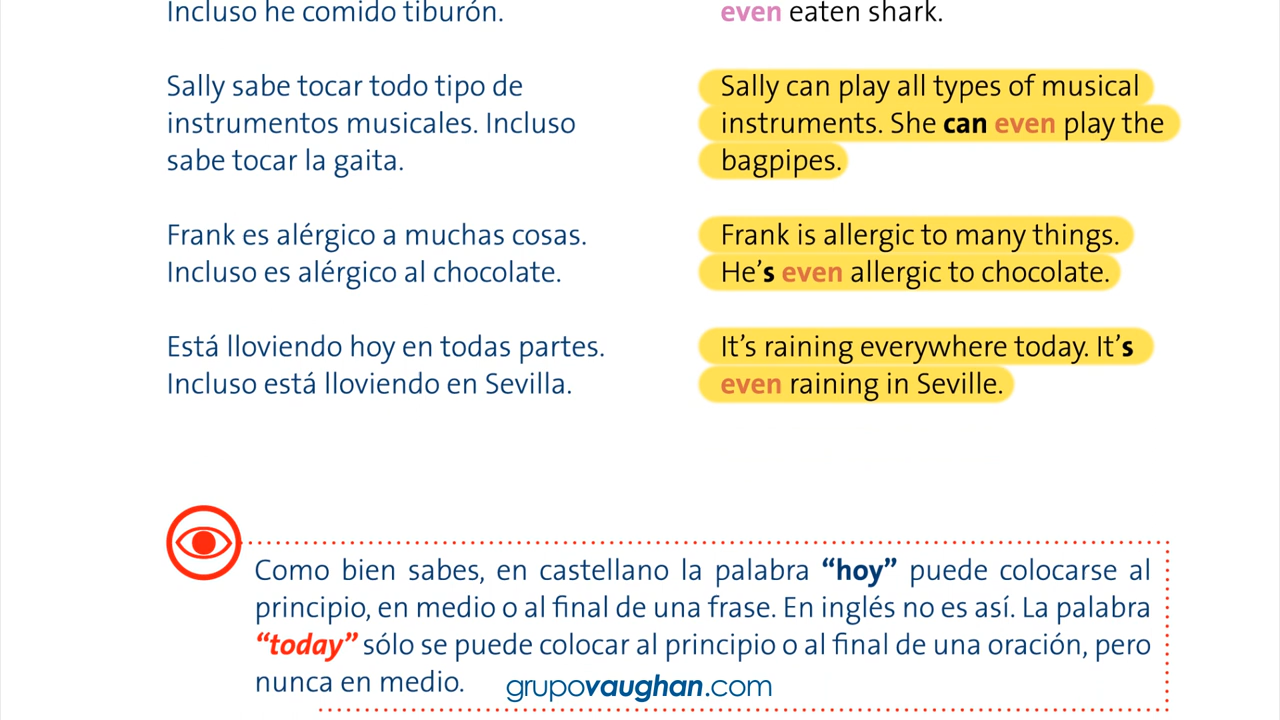 Incluso he comido tiburón.
even eaten shark.
Sally sabe tocar todo tipo de
instrumentos musicales. Incluso
sabe tocar la gaita.
Sally can play all types of musical
instruments. She can even play the
bagpipes.
Frank es alérgico a muchas cosas.
Incluso es alérgico al chocolate.
Frank is allergic to many things.
He’s even allergic to chocolate.
Está lloviendo hoy en todas partes.
Incluso está lloviendo en Sevilla.
It’s raining everywhere today. It’s
even raining in Seville.
Como bien sabes, en castellano la palabra “hoy” puede colocarse al
principio, en medio o al final de una frase. En inglés no es así. La palabra
“today” sólo se puede colocar al principio o al final de una oración, pero
nunca en medio.
grupovaughan.com